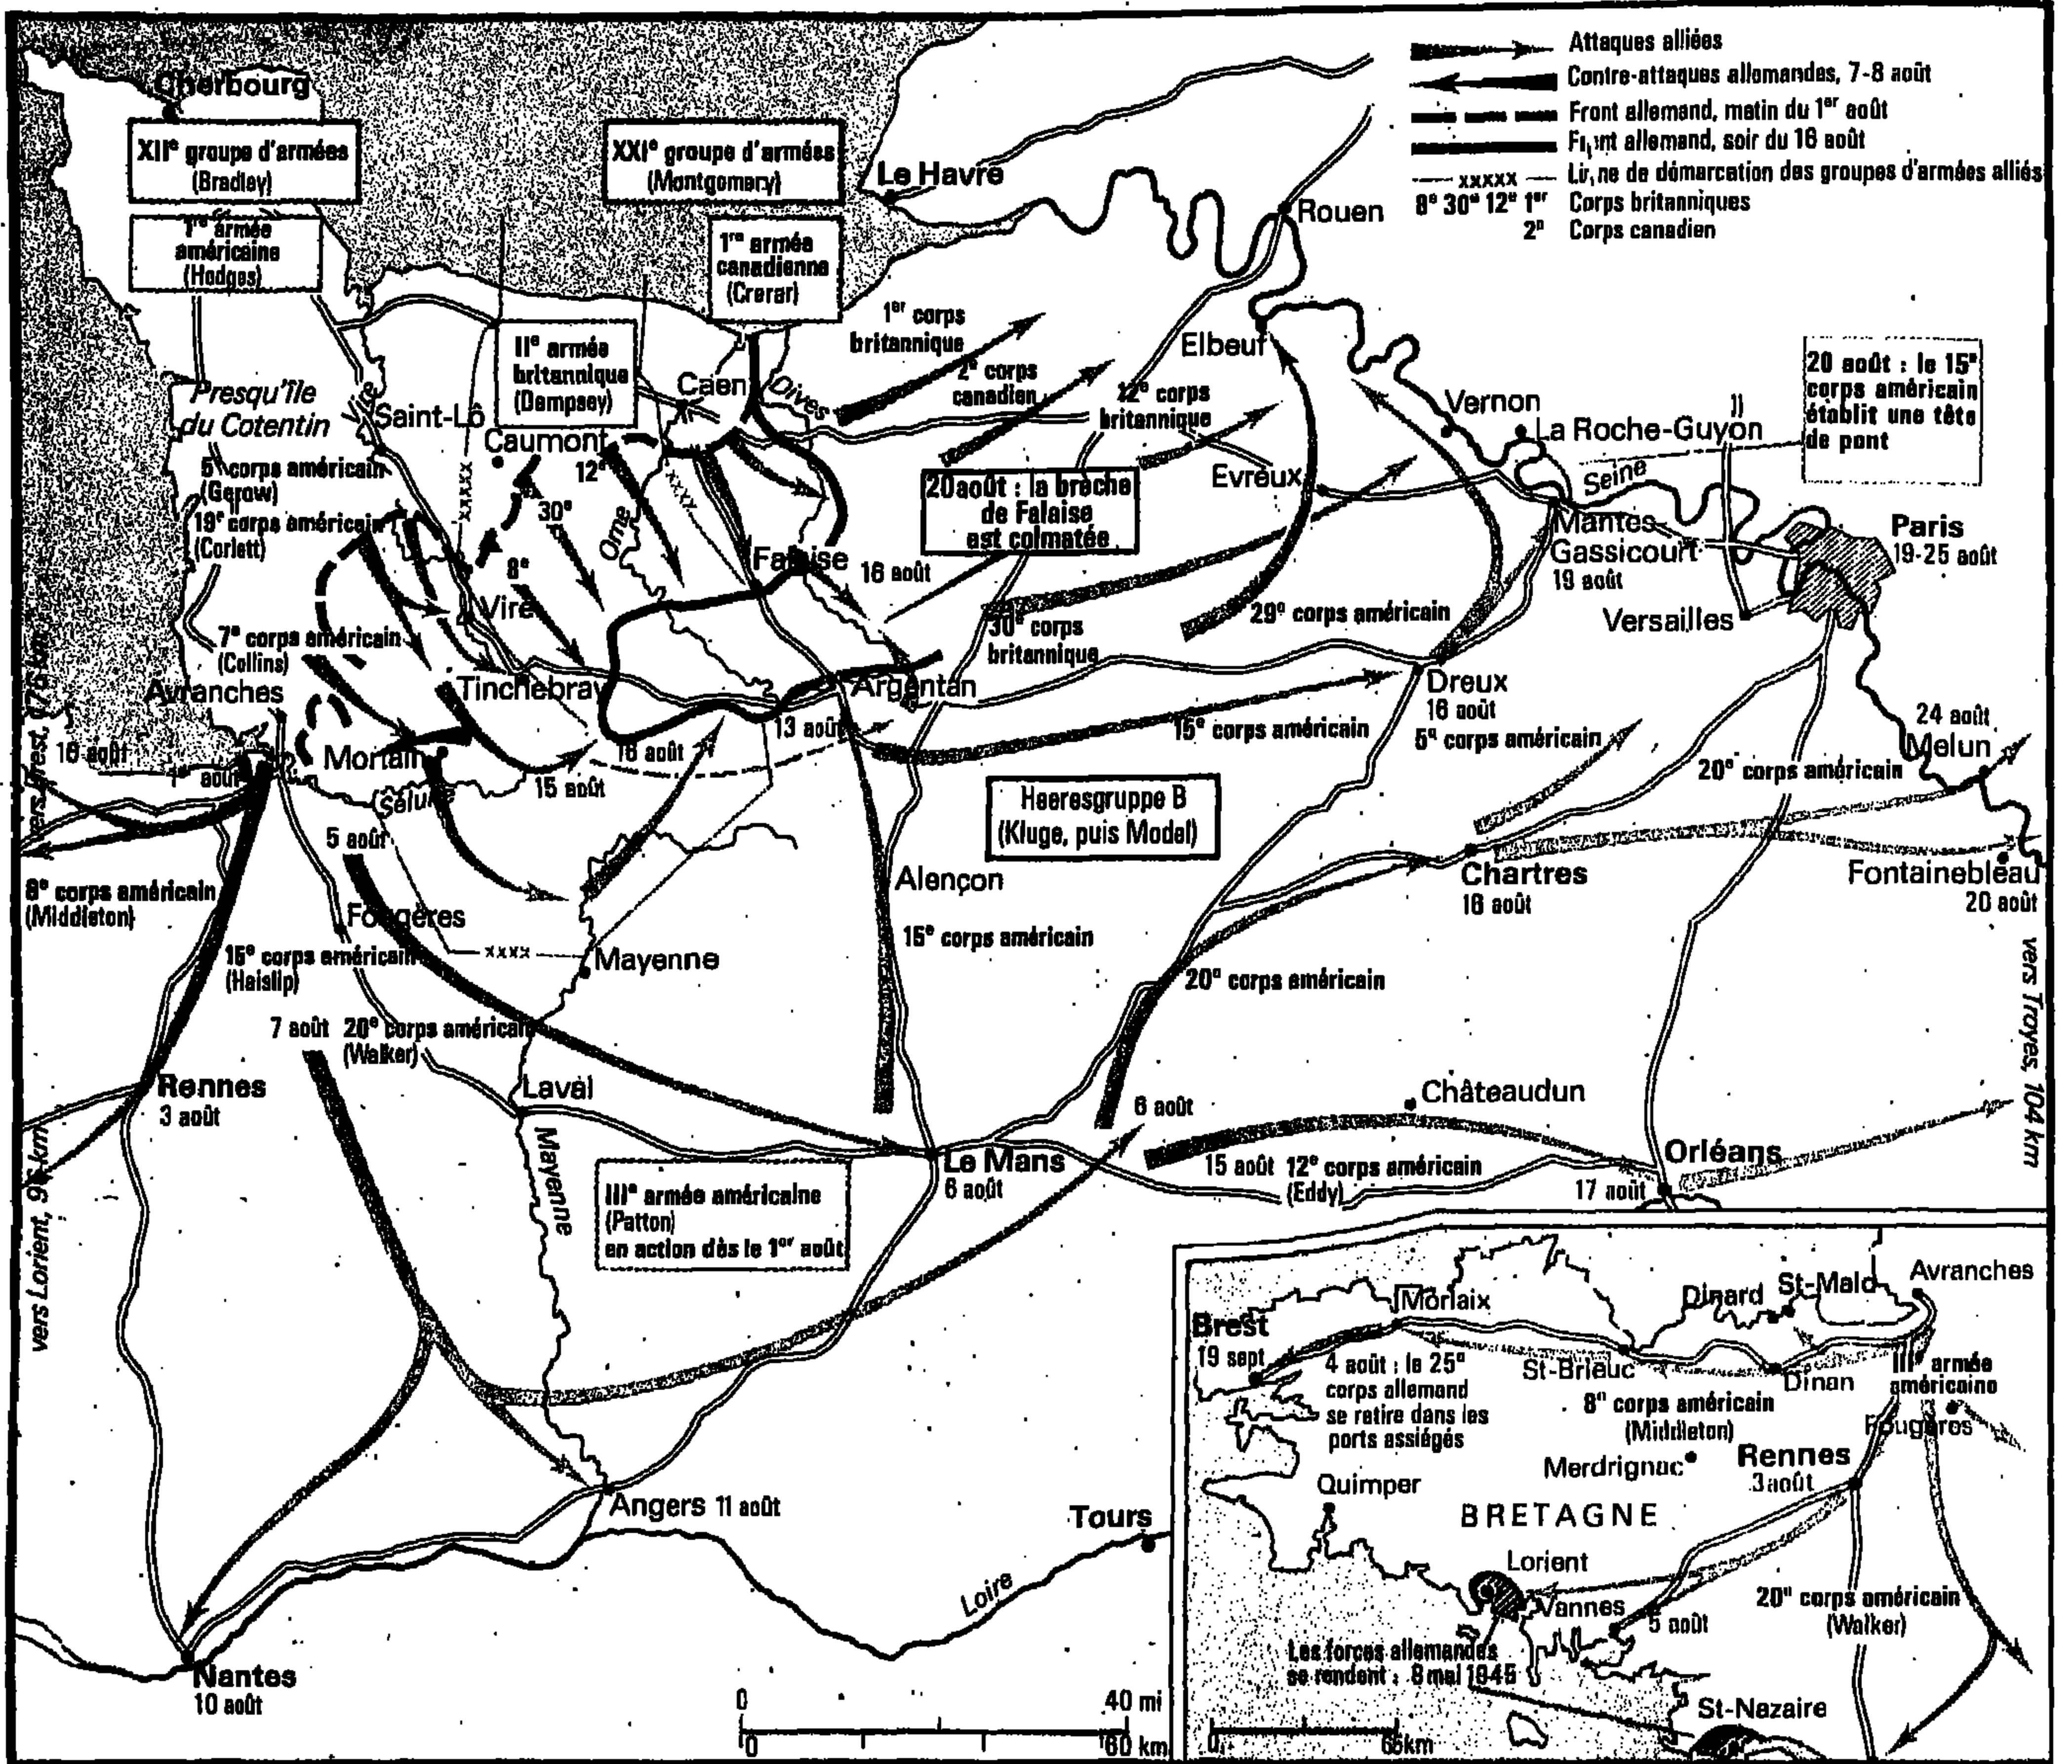 Attaques alliées
Contre-attaques allemandes, 7-8 août
Front allemand, matin du 1er août
Front allemand, soir du 16 août
xxxxx
Ligne de démarcation des groupes d'armées alliés
8e 30e 12e 1er Corps britanniques
Corps canadien
Cherbourg
XIIe groupe d'armées
(Bradley)
1re armée
américaine
(Hodges)
XXIe groupe d'armées
(Montgomery)
1re armée
canadienne
(Crerar)
IIe armée
britannique
(Dempsey)
Le Havre
Rouen
Elbeuf
1er corps
britannique
2e corps
canadien
12e corps
britannique
20 août : le 15e
corps américain
établit une tête
de pont
Vernon
La Roche-Guyon
Seine
Evreux
Mantes
Gassicourt
19 août
Paris
19-25 août
Versailles
Presqu'île
du Cotentin
Vire
Saint-Lô
Caumont
Caen
Dives
xxxxx
xxxx
12e
30e
8e
Orne
5e corps américain
(Gerow)
19e corps américain
(Corlett)
7e corps américain
(Collins)
20 août : la brèche
de Falaise
est colmatée
Falaise
16 août
Vire
Tinchebray
Argentan
13 août
30e corps
britannique
29e corps américain
15e corps américain
Dreux
16 août
5e corps américain
24 août
Melun
20e corps américain
Avranches
Mortain
16 août
15 août
Sélune
1er
août
vers Brest,
8e corps américain
(Middleton)
5 août
Fougères
15e corps américain
(Haislip)
xxxx
Mayenne
Heeresgruppe B
(Kluge, puis Model)
Alençon
15e corps américain
Chartres
16 août
Fontainebleau
20 août
20e corps américain
vers Troyes, 104 km
7 août
20e corps américain
(Walker)
Rennes
3 août
Laval
Mayenne
vers Lorient,
IIIe armée américaine
(Patton)
en action dès le 1er août
Le Mans
6 août
6 août
Châteaudun
15 août
12e corps américain
(Eddy)
Orléans
17 août
Angers 11 août
Nantes
10 août
Tours
Loire
0 40 mi
0 60 km
Avranches
St-Malo
Dinard
Morlaix
Brest
19 sept
4 août : le 25e
corps allemand
se retire dans les
ports assiégés
St-Brieuc
Dinan
IIIe armée
américaine
8e corps américain
(Middleton)
Fougères
Merdrignac
Rennes
3 août
Quimper
BRETAGNE
Lorient
Vannes
5 août
20e corps américain
(Walker)
Les forces allemandes
se rendent : 8 mai 1945
St-Nazaire
0